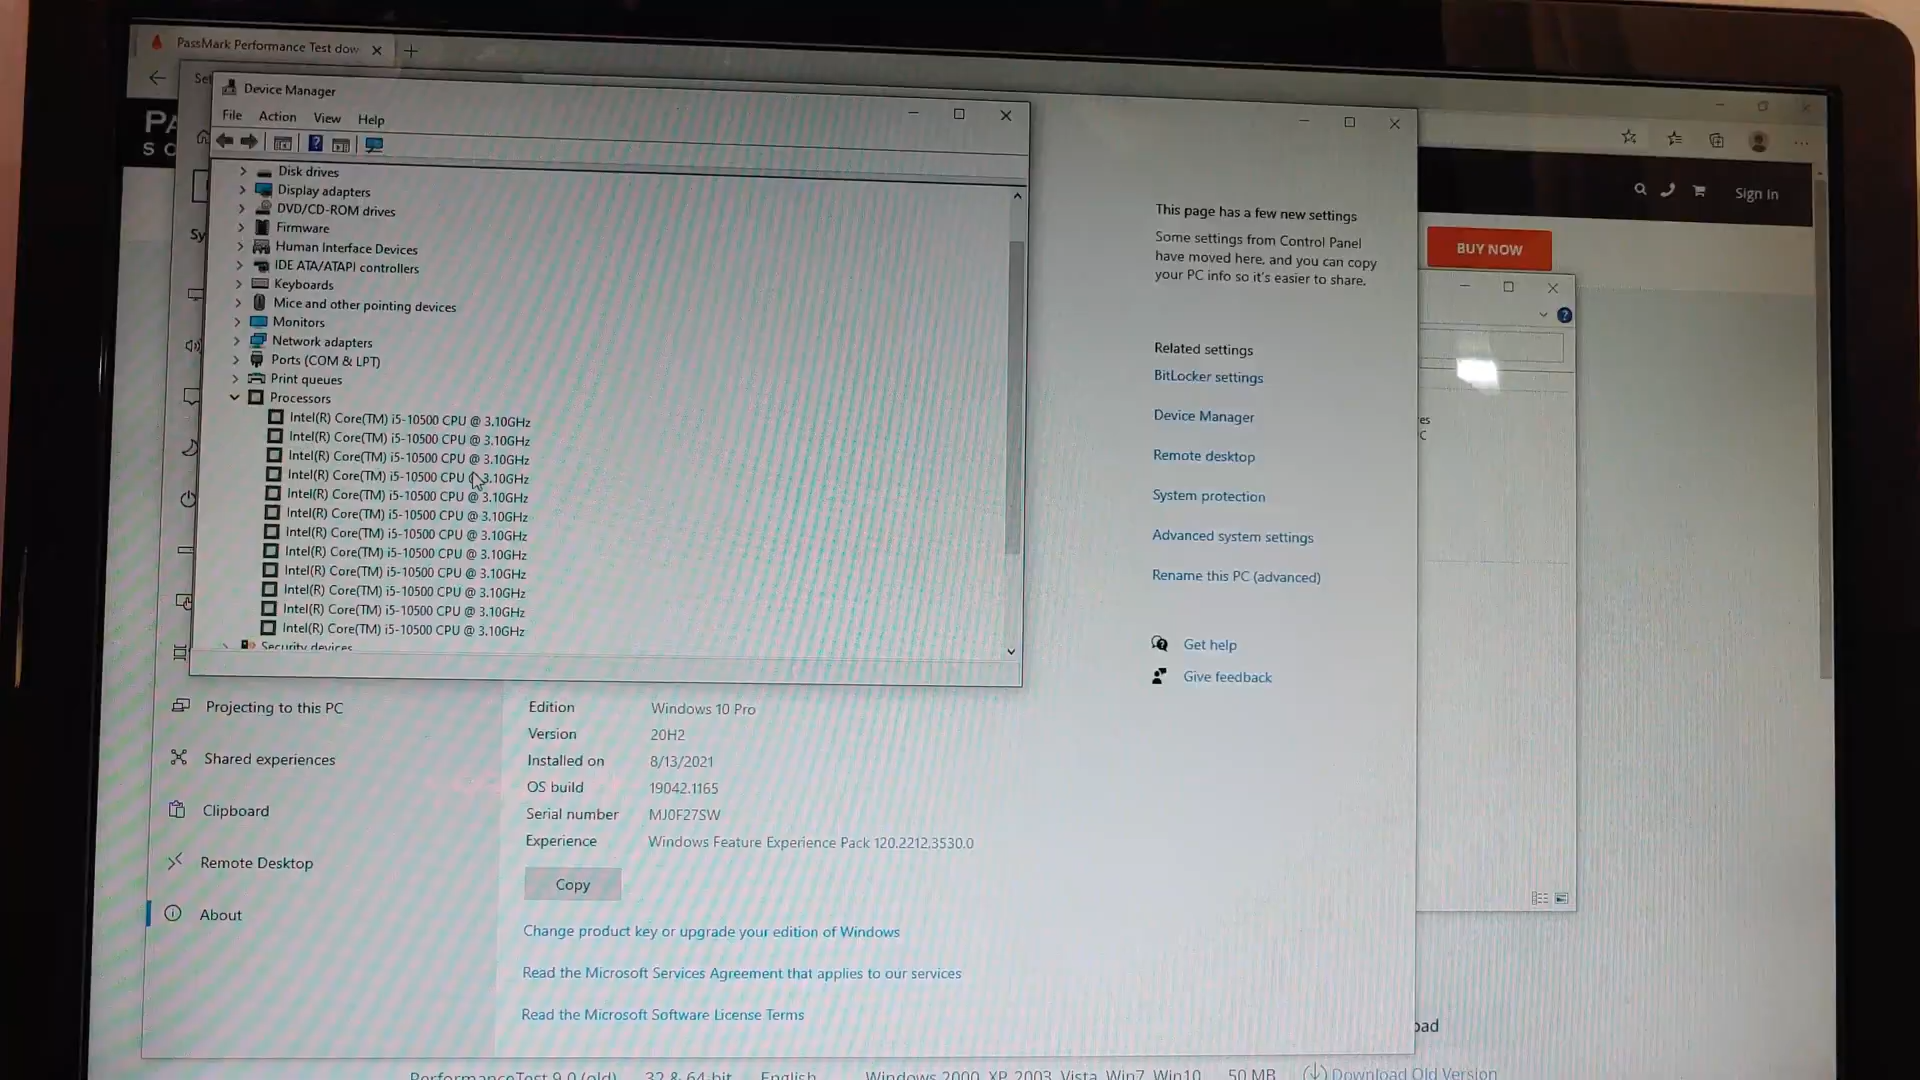 PassMark Performance Test dow
Set
Device Manager
File Action View Help
Disk drives
Display adapters
DVD/CD-ROM drives
Firmware
Human Interface Devices
IDE ATA/ATAPI controllers
Keyboards
Mice and other pointing devices
Monitors
Network adapters
Ports (COM & LPT)
Print queues
Processors
Intel(R) Core(TM) i5-10500 CPU @ 3.10GHz
Intel(R) Core(TM) i5-10500 CPU @ 3.10GHz
Intel(R) Core(TM) i5-10500 CPU @ 3.10GHz
Intel(R) Core(TM) i5-10500 CPU @ 3.10GHz
Intel(R) Core(TM) i5-10500 CPU @ 3.10GHz
Intel(R) Core(TM) i5-10500 CPU @ 3.10GHz
Intel(R) Core(TM) i5-10500 CPU @ 3.10GHz
Intel(R) Core(TM) i5-10500 CPU @ 3.10GHz
Intel(R) Core(TM) i5-10500 CPU @ 3.10GHz
Intel(R) Core(TM) i5-10500 CPU @ 3.10GHz
Intel(R) Core(TM) i5-10500 CPU @ 3.10GHz
Intel(R) Core(TM) i5-10500 CPU @ 3.10GHz
Security devices
Sy
Projecting to this PC
Shared experiences
Clipboard
Remote Desktop
About
Edition Windows 10 Pro
Version 20H2
Installed on 8/13/2021
OS build 19042.1165
Serial number MJ0F27SW
Experience Windows Feature Experience Pack 120.2212.3530.0
Copy
Change product key or upgrade your edition of Windows
Read the Microsoft Services Agreement that applies to our services
Read the Microsoft Software License Terms
This page has a few new settings
Some settings from Control Panel
have moved here, and you can copy
your PC info so it's easier to share.
Related settings
BitLocker settings
Device Manager
Remote desktop
System protection
Advanced system settings
Rename this PC (advanced)
Get help
Give feedback
Sign In
BUY NOW
es
C
oad
PerformanceTest 9.0 (old) 32 & 64-bit English Windows 2000, XP, 2003, Vista, Win7, Win10 50 MB Download Old Version